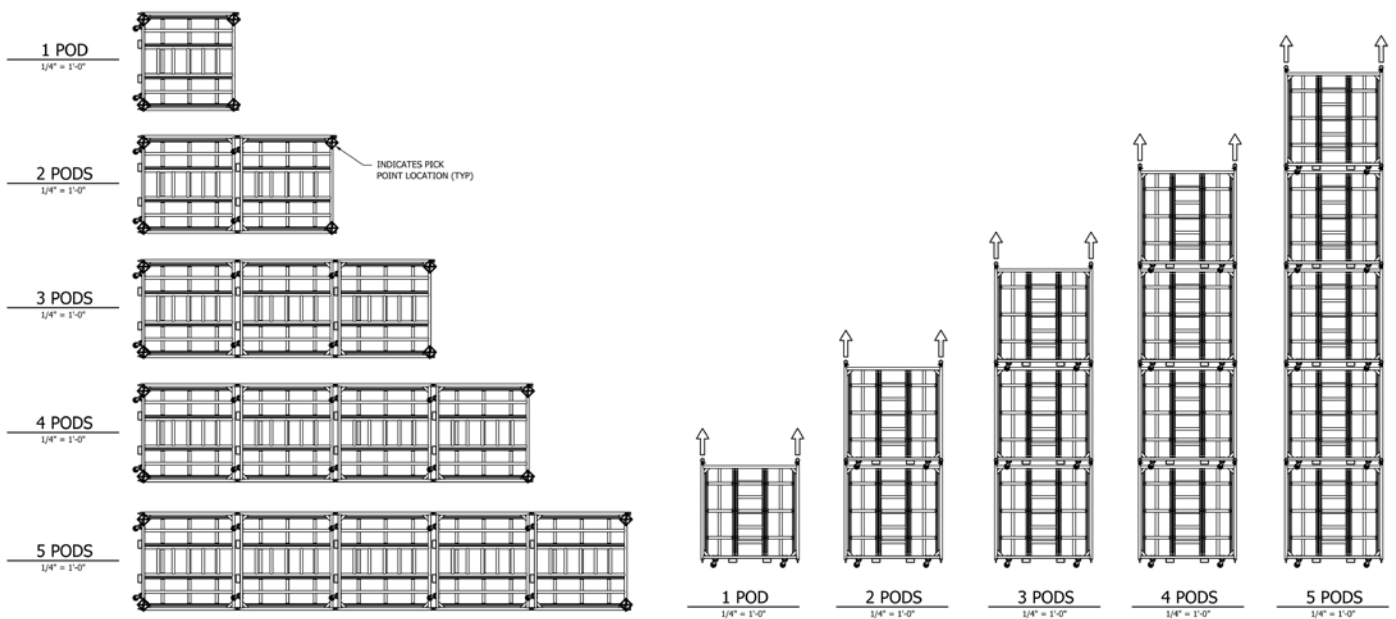 1 POD
1/4" = 1'-0"
2 PODS
1/4" = 1'-0"
INDICATES PICK
POINT LOCATION (TYP)
3 PODS
1/4" = 1'-0"
4 PODS
1/4" = 1'-0"
5 PODS
1/4" = 1'-0"
1 POD
1/4" = 1'-0"
2 PODS
1/4" = 1'-0"
3 PODS
1/4" = 1'-0"
4 PODS
1/4" = 1'-0"
5 PODS
1/4" = 1'-0"